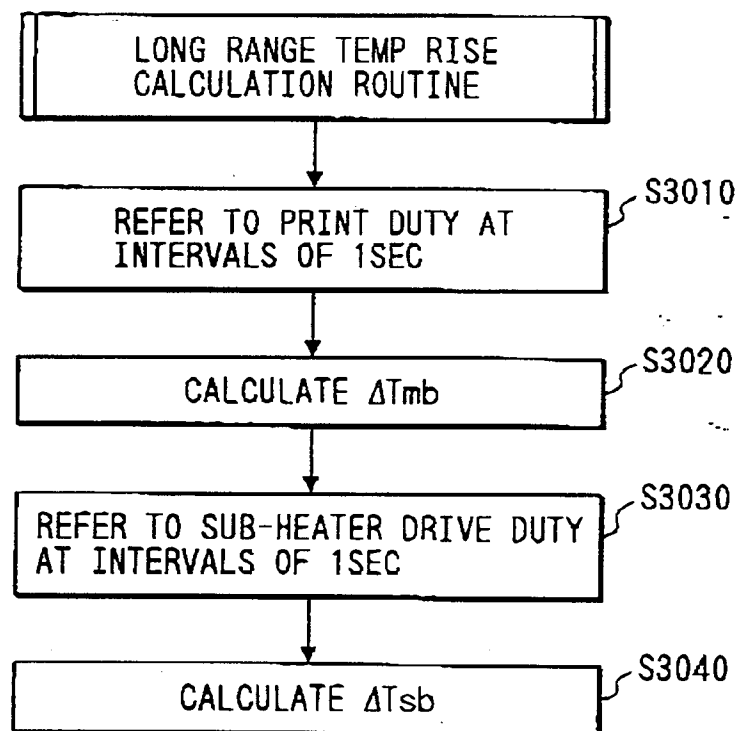 LONG RANGE TEMP RISE
CALCULATION ROUTINE
S3010
REFER TO PRINT DUTY AT
INTERVALS OF 1SEC
S3020
CALCULATE ΔTmb
S3030
REFER TO SUB-HEATER DRIVE DUTY
AT INTERVALS OF 1SEC
S3040
CALCULATE ΔTsb